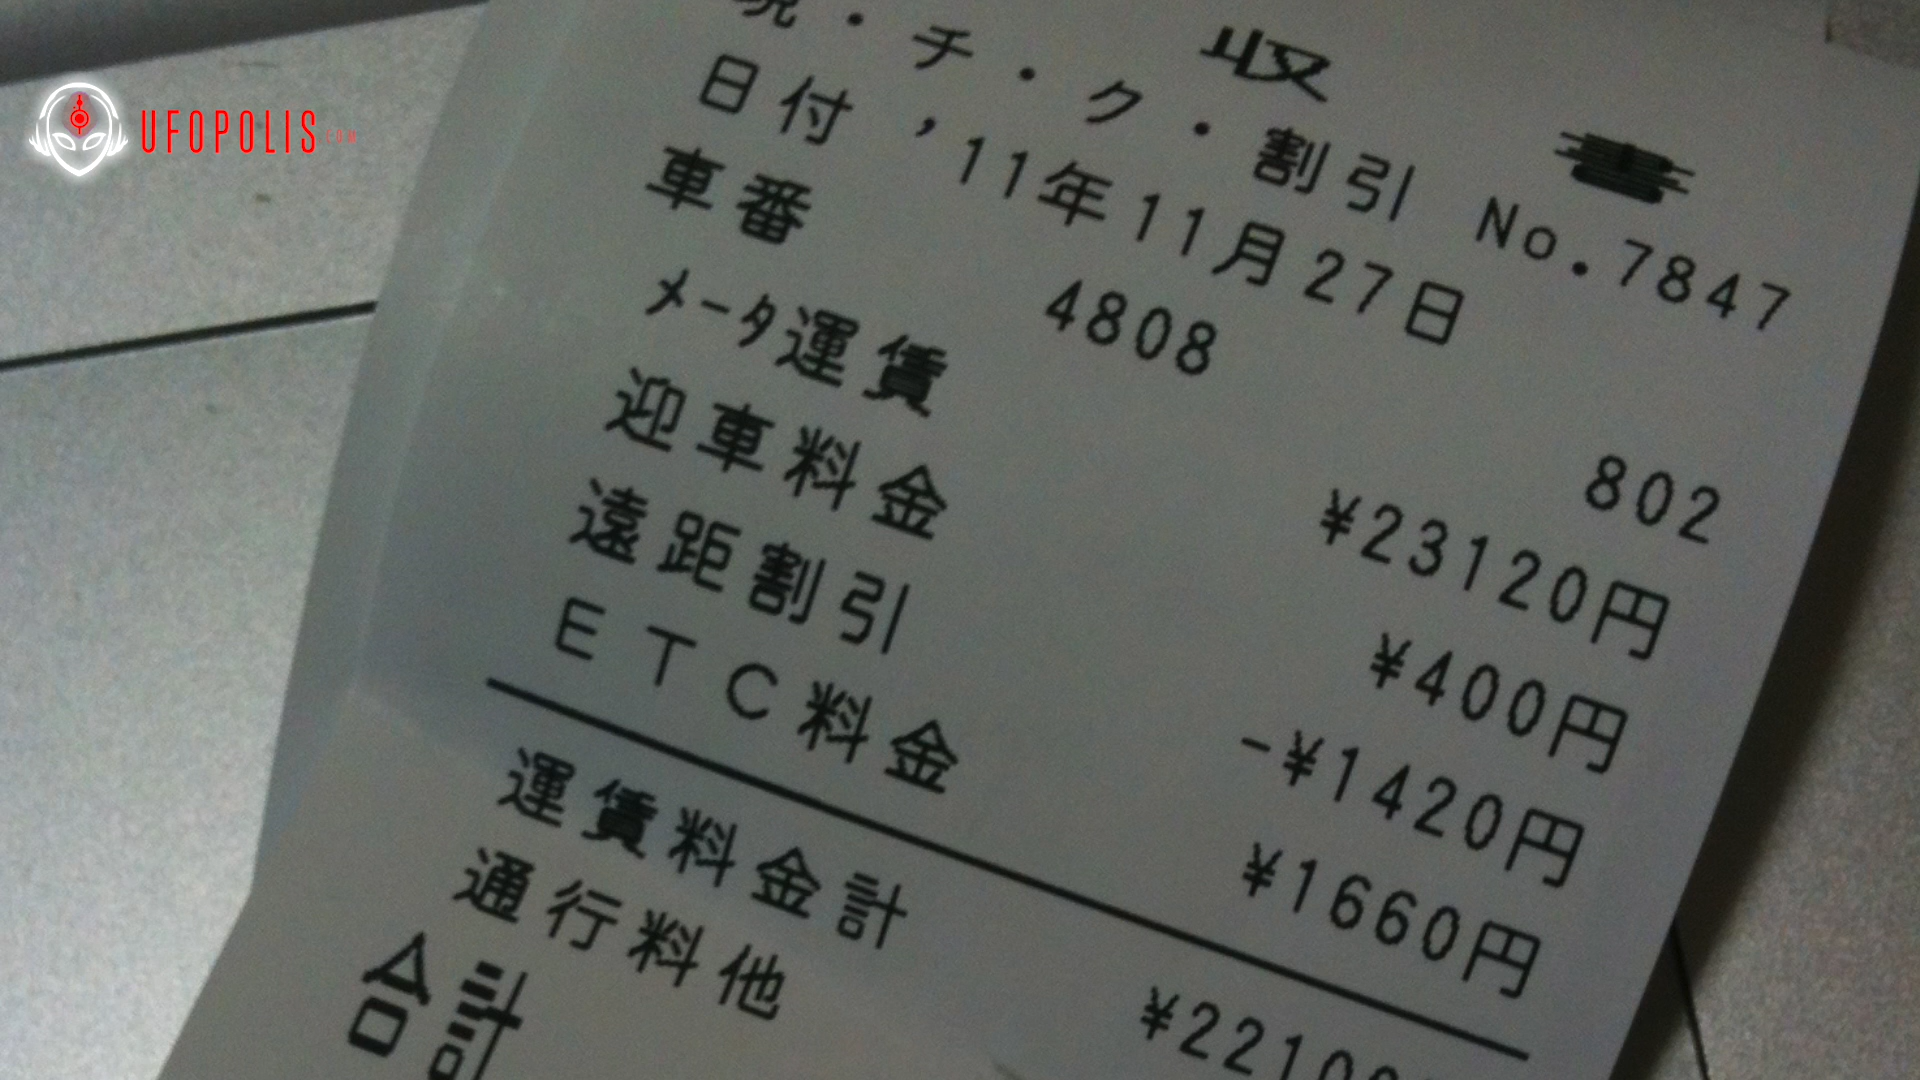 UFOPOLIS.COM
収 書
現・チ・ク・割引 No.7847
日付 '11年11月27日
車番 4808 802
メータ運賃 ¥23120円
迎車料金 ¥400円
遠距割引 -¥1420円
ETC料金 ¥1660円
運賃料金計
通行料他
合計